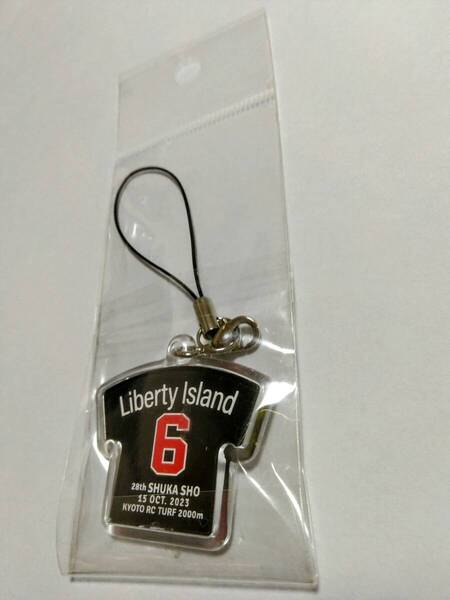 Liberty Island
6
28th SHUKA SHO
15 OCT. 2023
KYOTO RC TURF 2000m